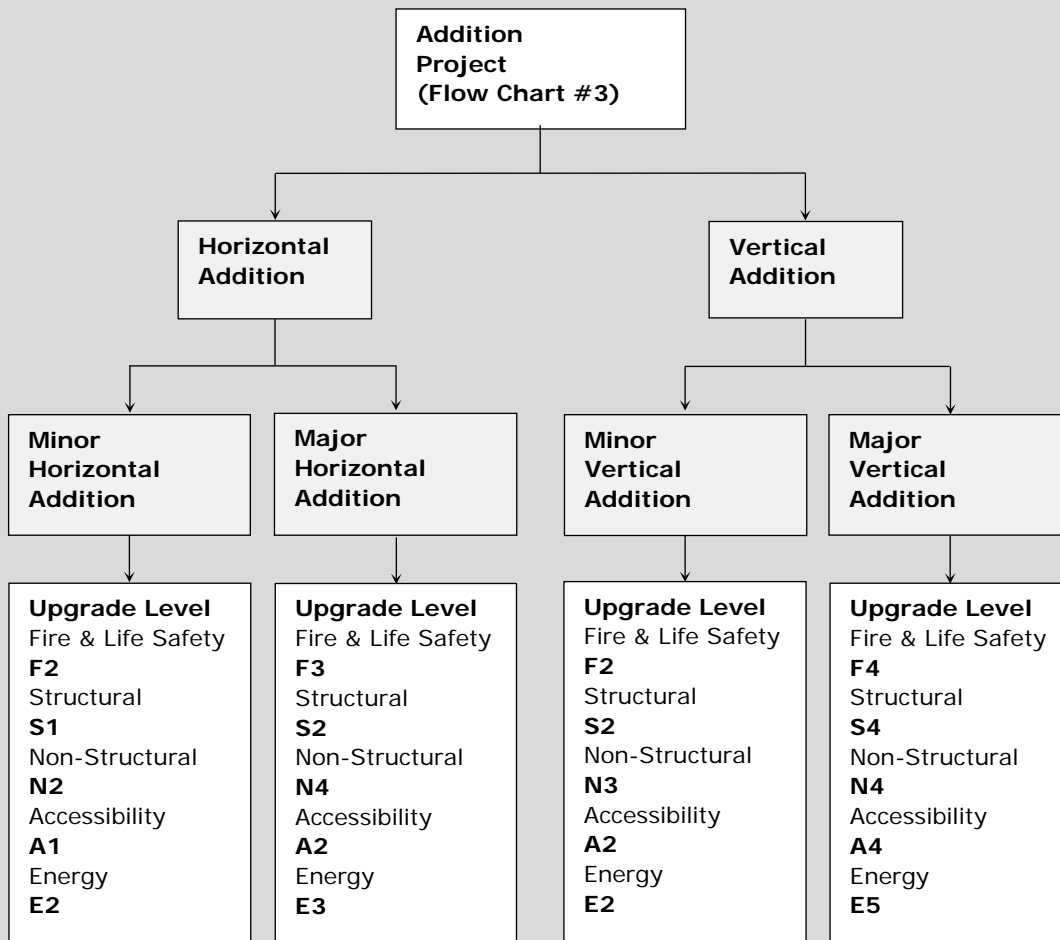 Addition
Project
(Flow Chart #3)
Horizontal
Addition
Vertical
Addition
Minor
Horizontal
Addition
Major
Horizontal
Addition
Minor
Vertical
Addition
Major
Vertical
Addition
Upgrade Level
Fire & Life Safety
F2
Structural
S1
Non-Structural
N2
Accessibility
A1
Energy
E2
Upgrade Level
Fire & Life Safety
F3
Structural
S2
Non-Structural
N4
Accessibility
A2
Energy
E3
Upgrade Level
Fire & Life Safety
F2
Structural
S2
Non-Structural
N3
Accessibility
A2
Energy
E2
Upgrade Level
Fire & Life Safety
F4
Structural
S4
Non-Structural
N4
Accessibility
A4
Energy
E5